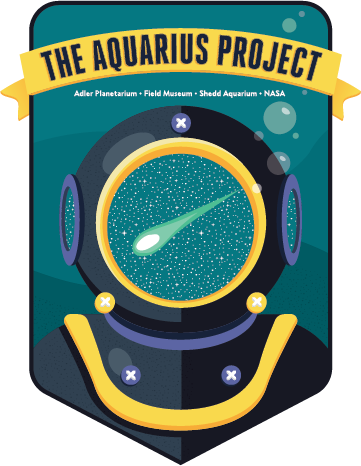 THE AQUARIUS PROJECT
Adler Planetarium • Field Museum • Shedd Aquarium • NASA